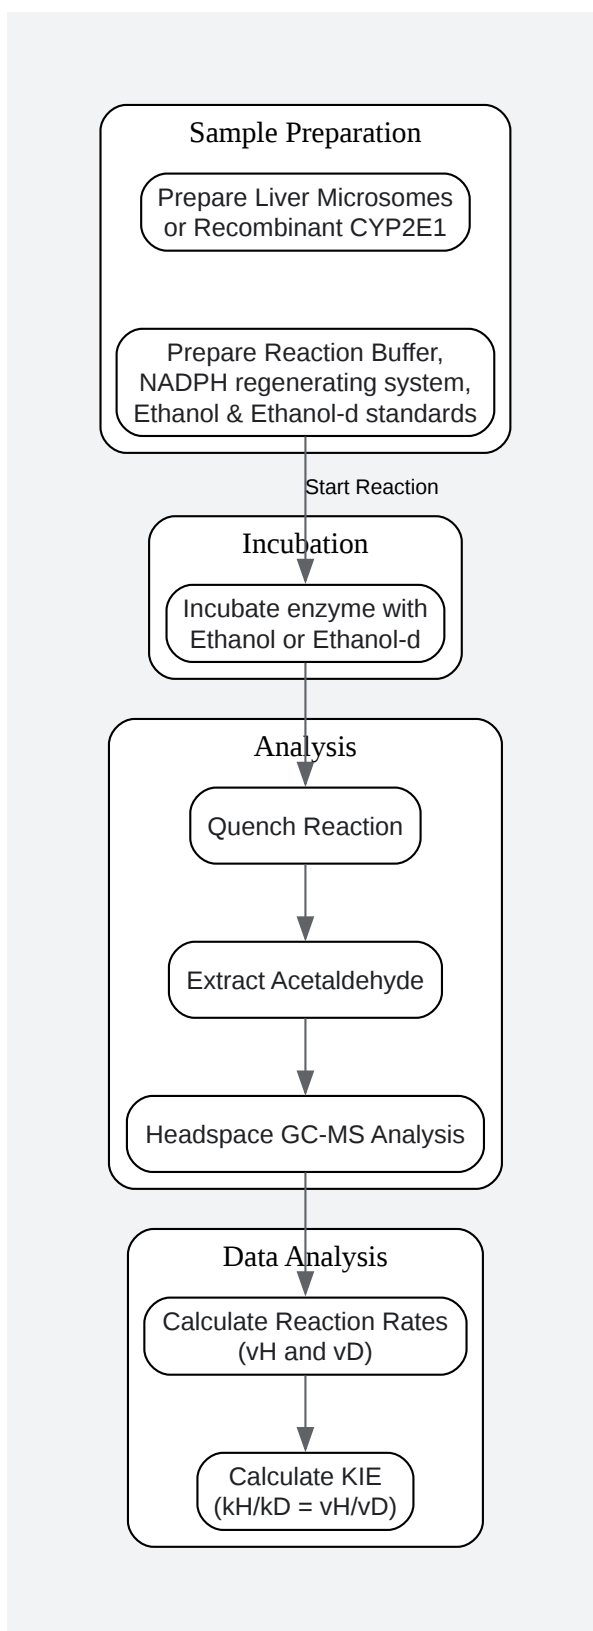 Sample Preparation
Prepare Liver Microsomes
or Recombinant CYP2E1
Prepare Reaction Buffer,
NADPH regenerating system,
Ethanol & Ethanol-d standards
Start Reaction
Incubation
Incubate enzyme with
Ethanol or Ethanol-d
Analysis
Quench Reaction
Extract Acetaldehyde
Headspace GC-MS Analysis
Data Analysis
Calculate Reaction Rates
(vH and vD)
Calculate KIE
(kH/kD = vH/vD)